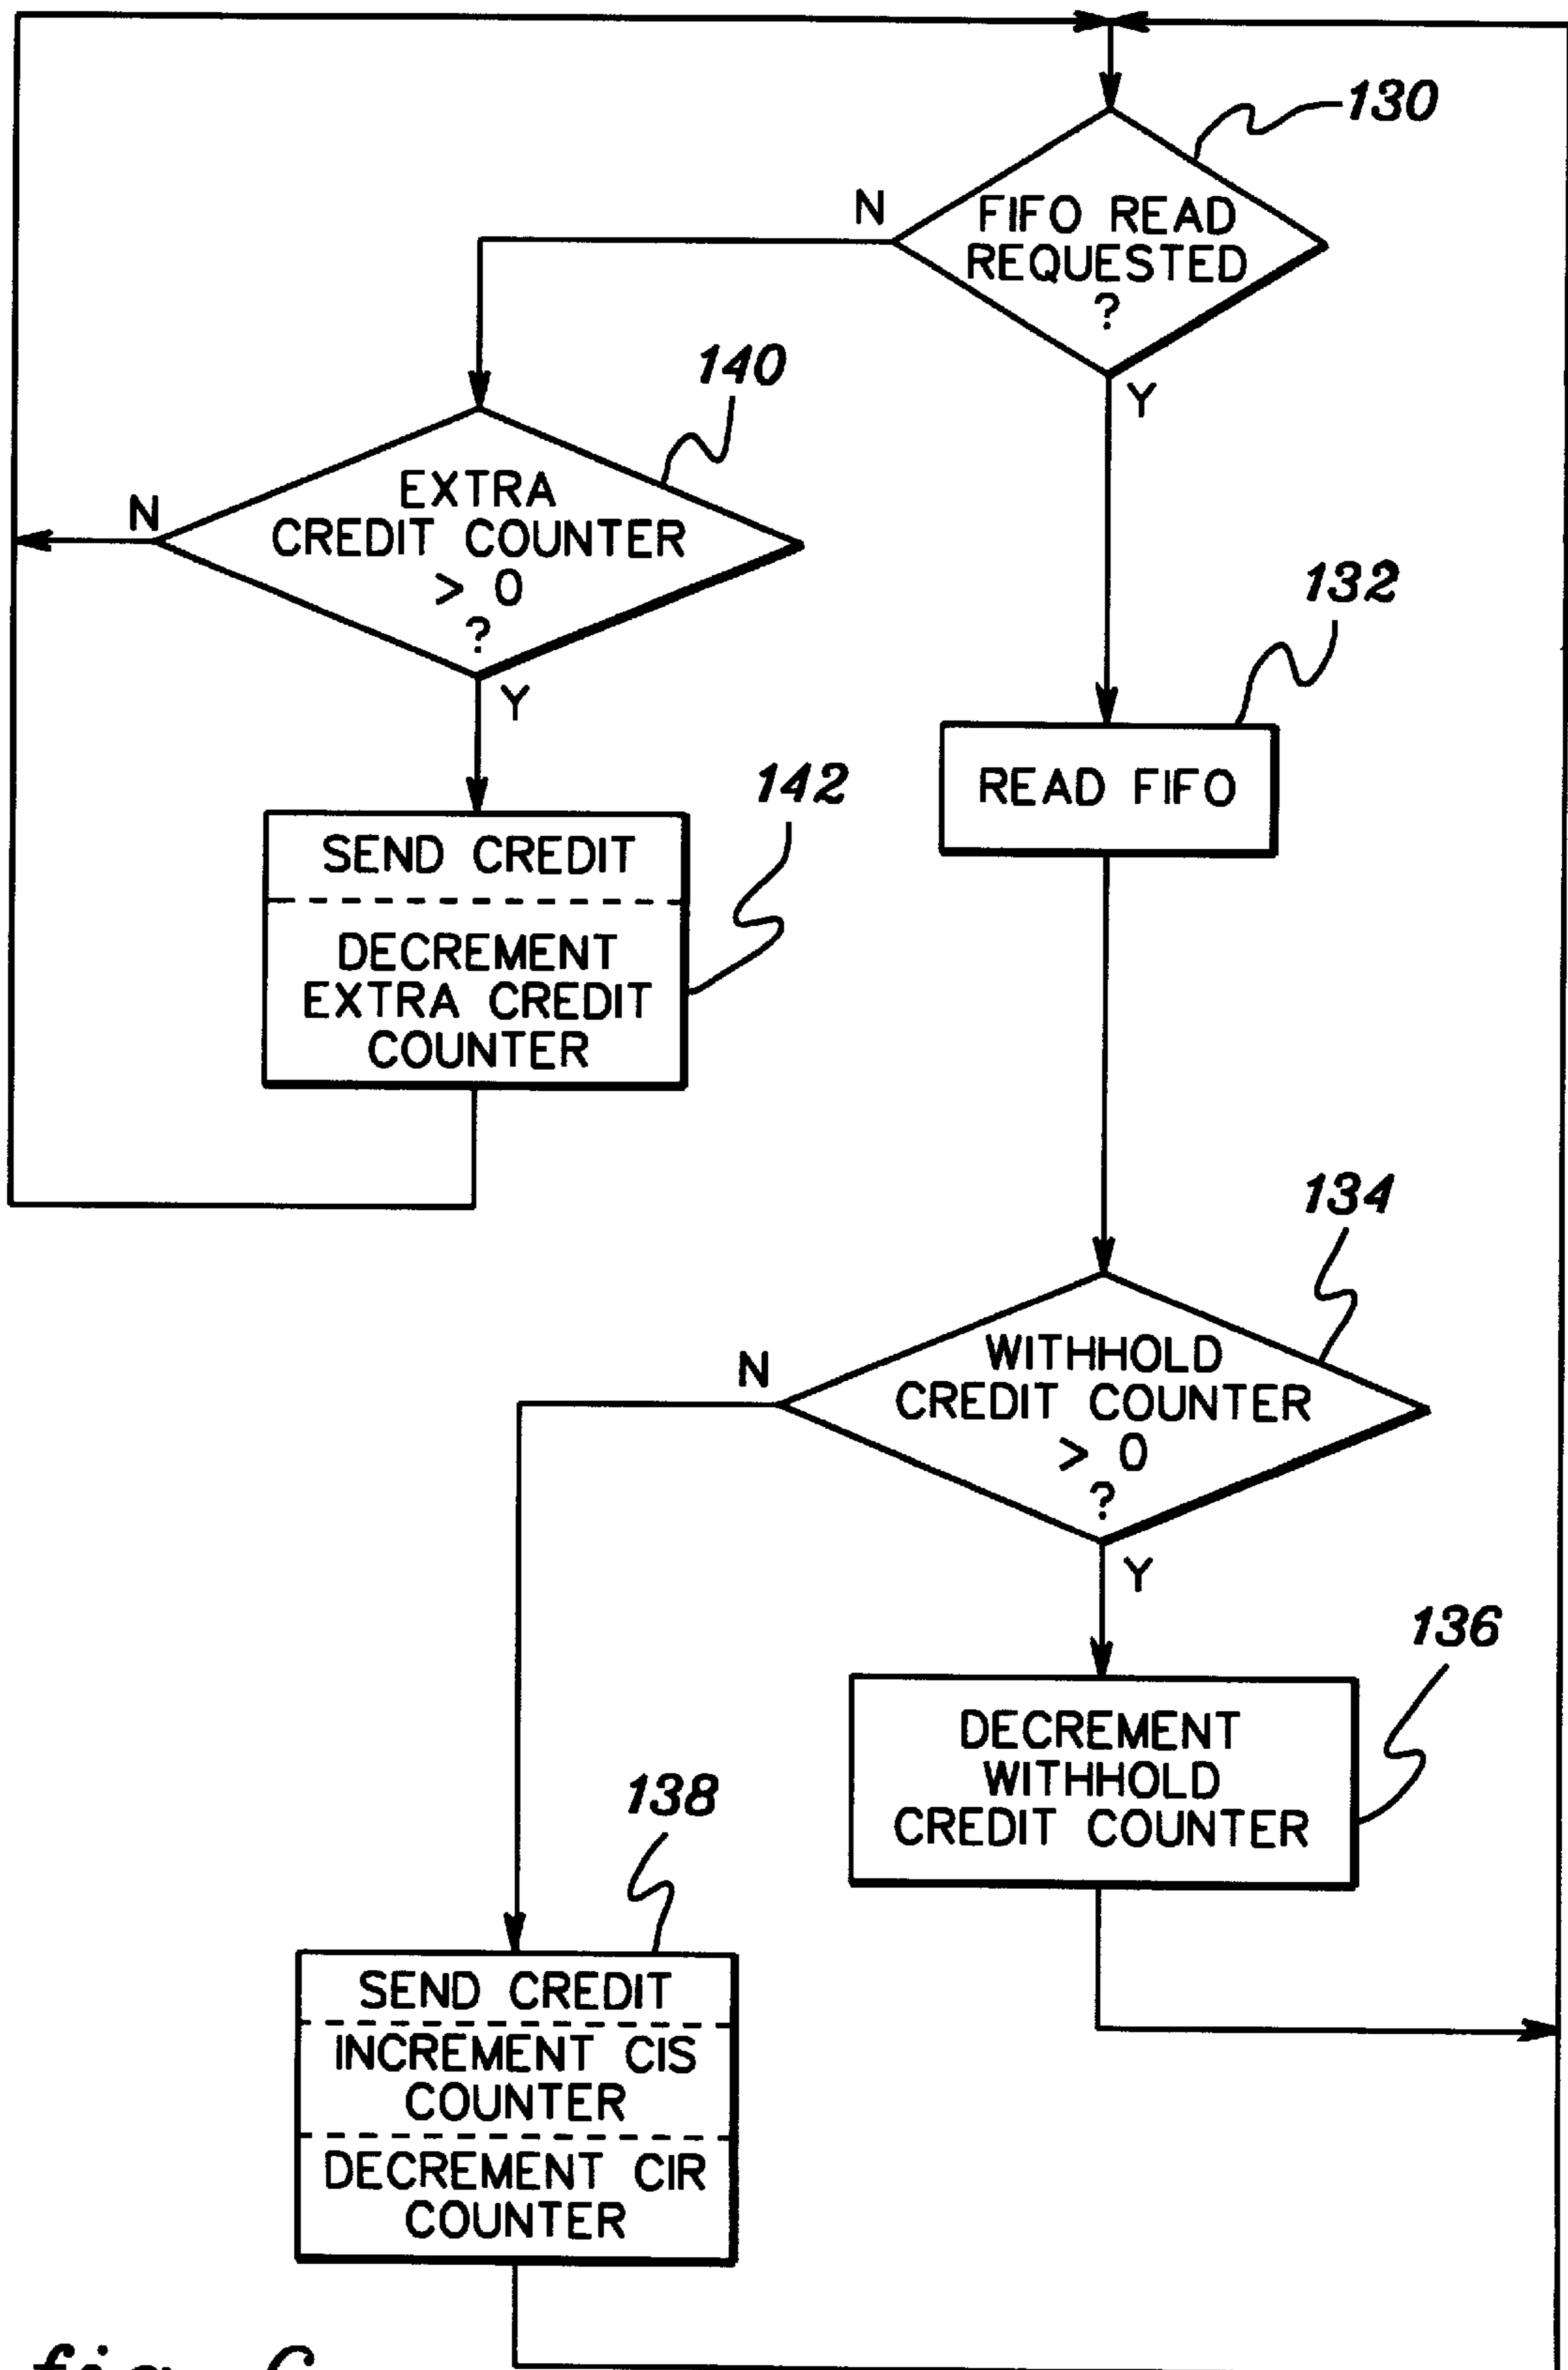 130
N
FIFO READ
REQUESTED
?
Y
140
N
EXTRA
CREDIT COUNTER
> 0
?
Y
132
READ FIFO
142
SEND CREDIT
DECREMENT
EXTRA CREDIT
COUNTER
134
N
WITHHOLD
CREDIT COUNTER
> 0
?
Y
136
DECREMENT
WITHHOLD
CREDIT COUNTER
138
SEND CREDIT
INCREMENT CIS
COUNTER
DECREMENT CIR
COUNTER